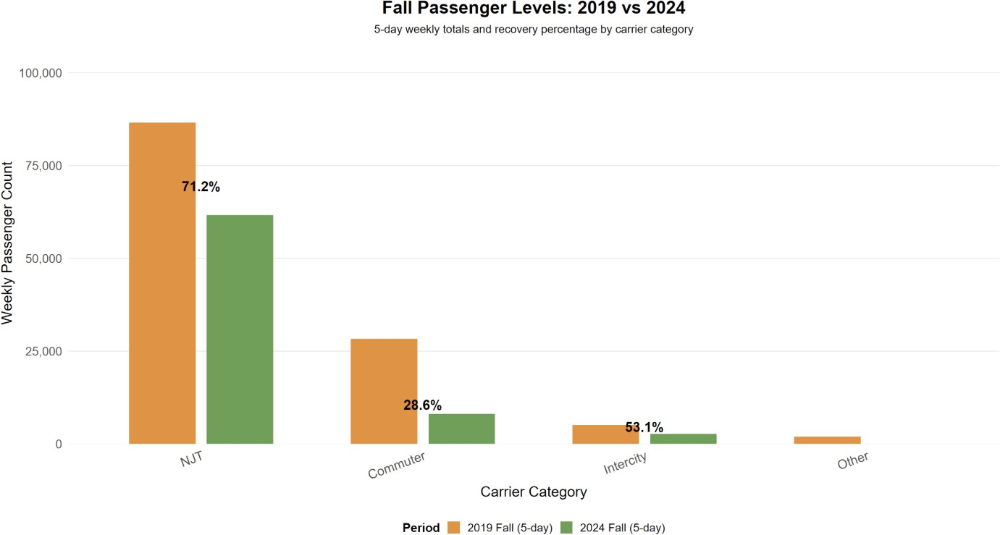 Fall Passenger Levels: 2019 vs 2024
5-day weekly totals and recovery percentage by carrier category
Weekly Passenger Count
100,000
75,000
50,000
25,000
0
71.2%
28.6%
53.1%
NJT
Commuter
Intercity
Other
Carrier Category
Period 2019 Fall (5-day) 2024 Fall (5-day)